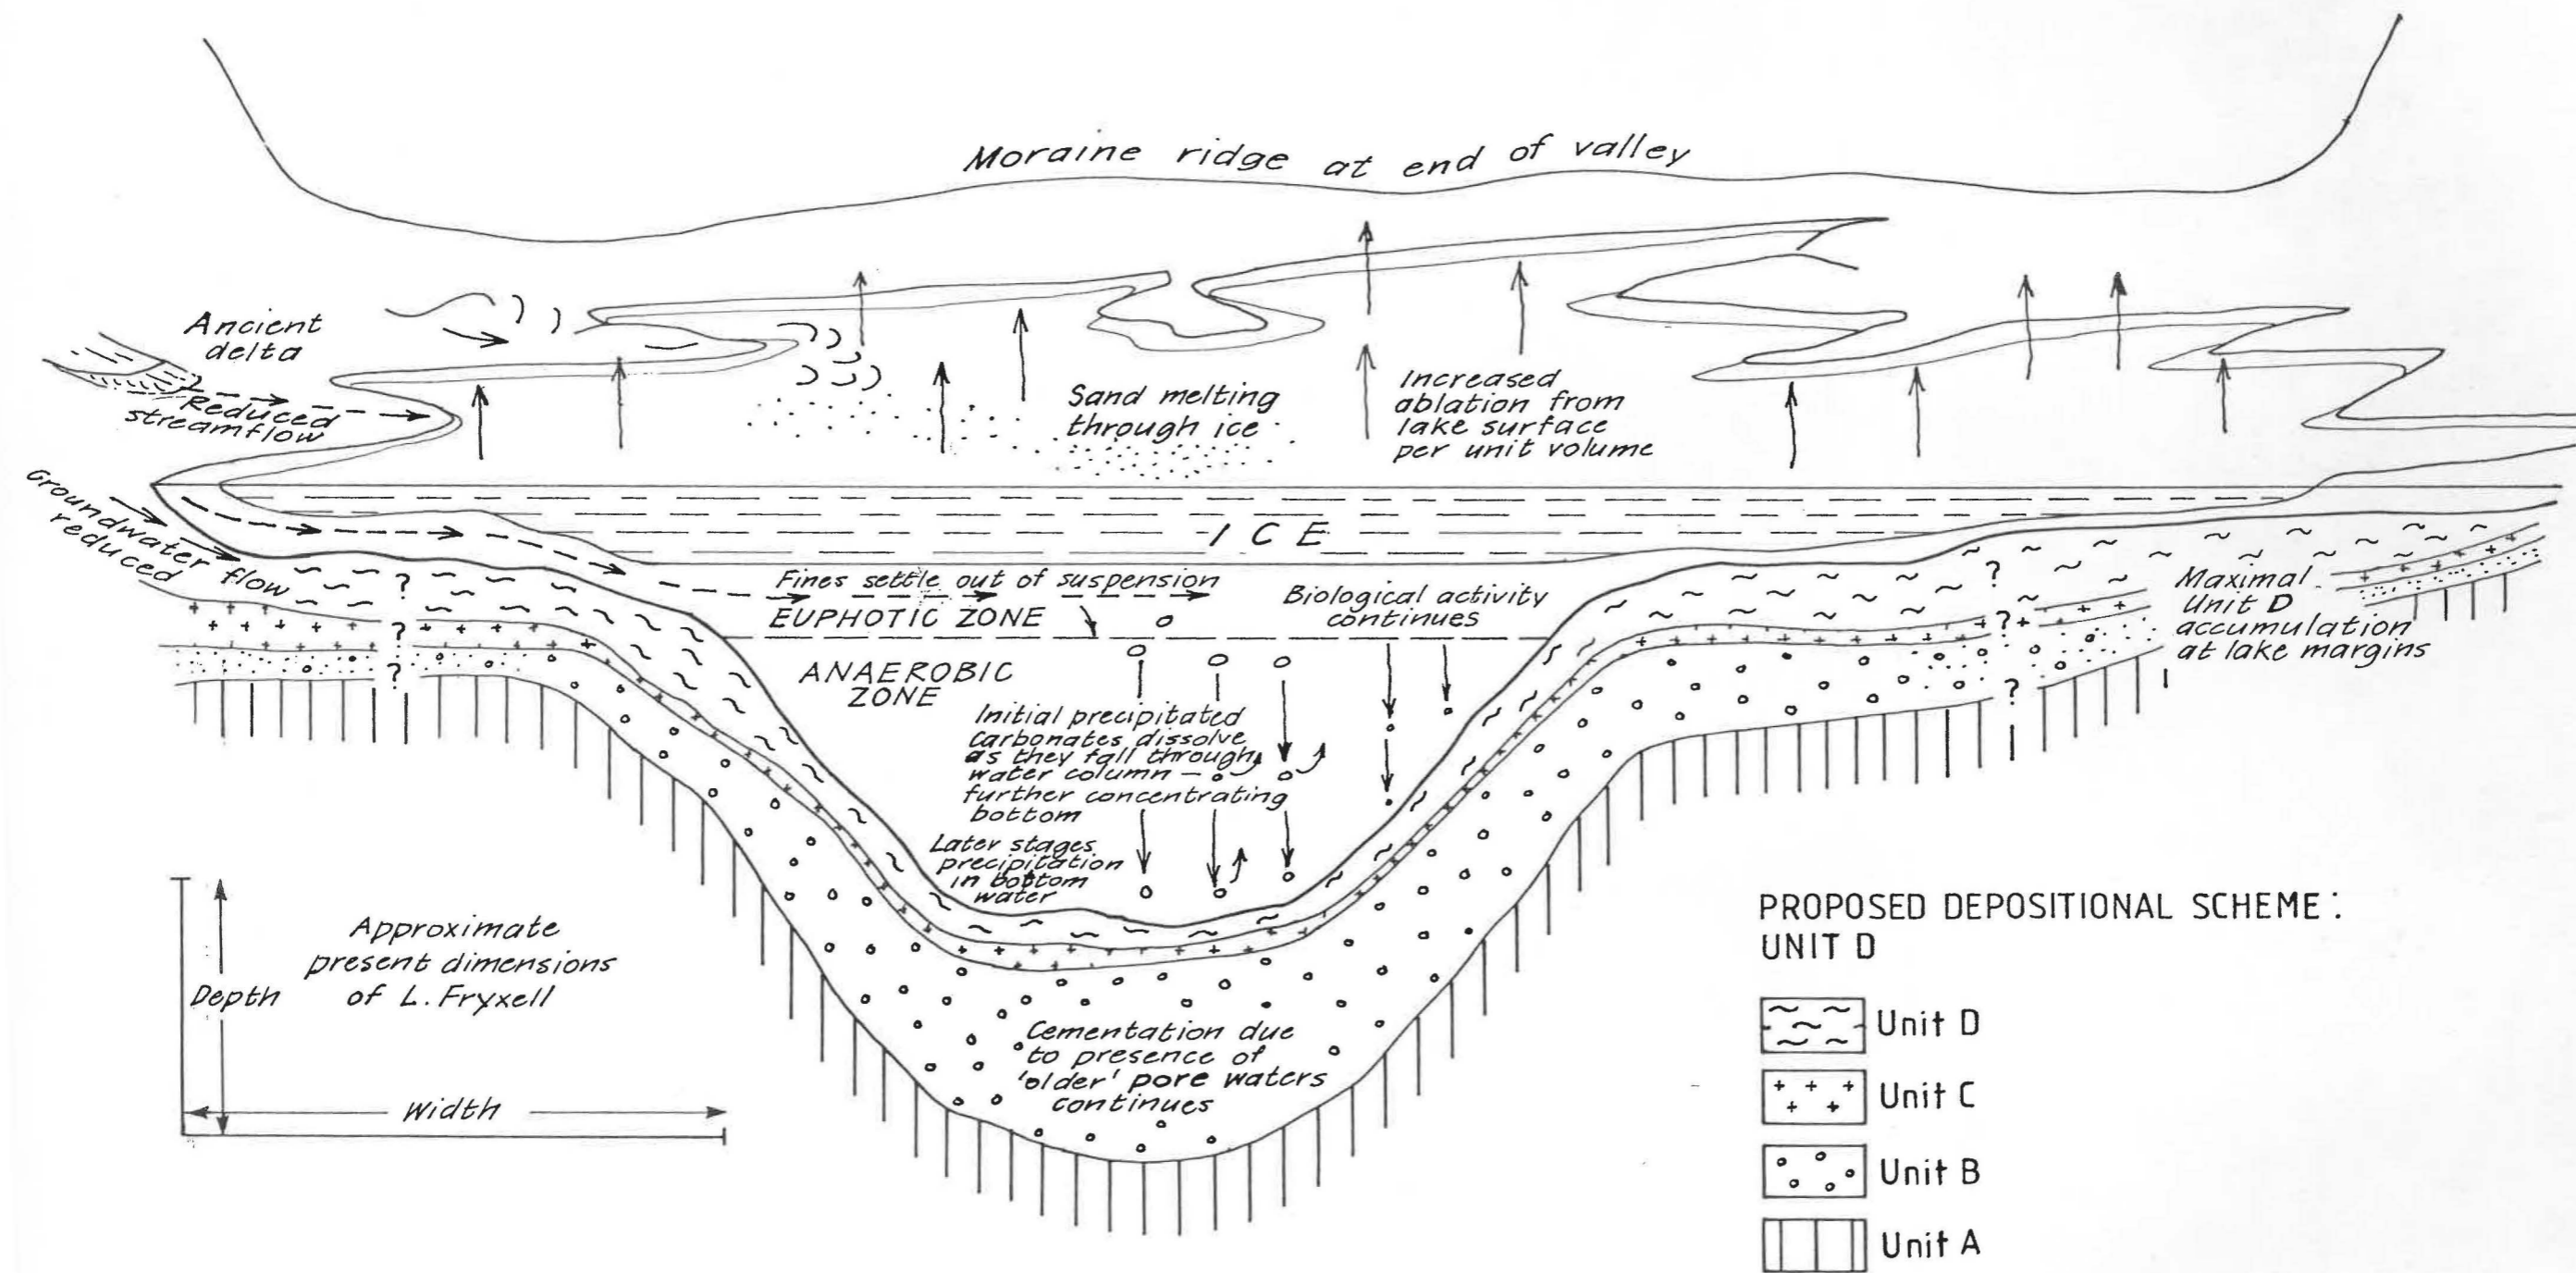 Moraine ridge at end of valley
Ancient
delta
Reduced
streamflow
Sand melting
through ice
Increased
ablation from
lake surface
per unit volume
Groundwater flow
reduced
ICE
?
?
?
Fines settle out of suspension
EUPHOTIC ZONE
Biological activity
continues
ANAEROBIC
ZONE
?
?
?
Maximal
Unit D
accumulation
at lake margins
Initial precipitated
carbonates dissolve
as they fall through
water column –
further concentrating
bottom
Later stages
precipitation
in bottom
water
Approximate
present dimensions
of L. Fryxell
Depth
Width
Cementation due
to presence of
'older' pore waters
continues
PROPOSED DEPOSITIONAL SCHEME:
UNIT D
Unit D
Unit C
Unit B
Unit A